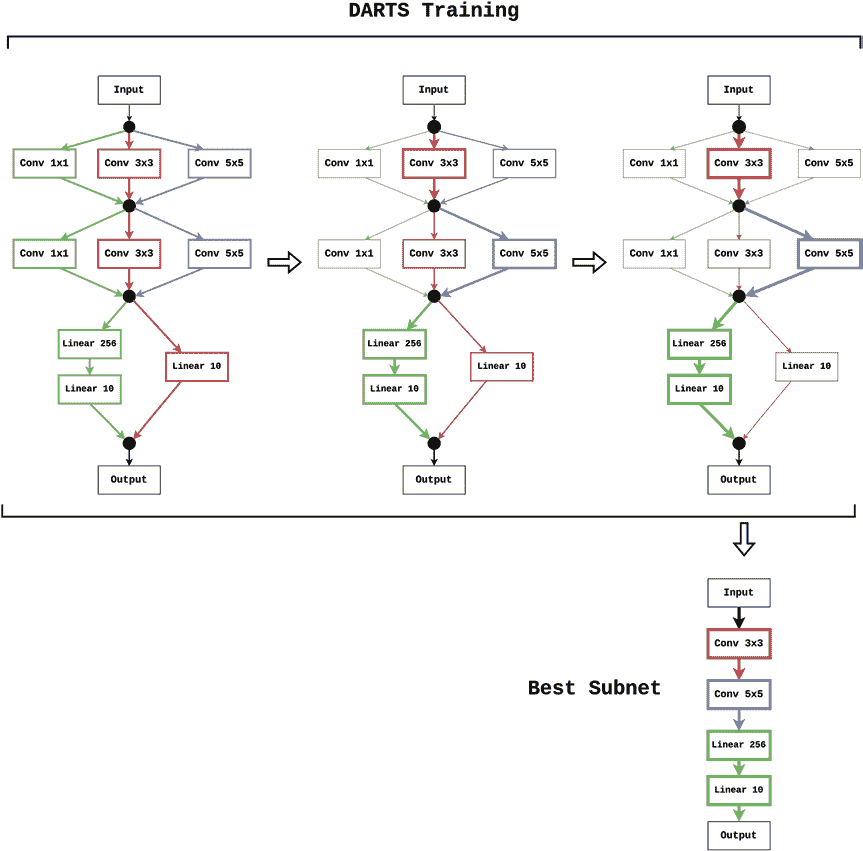 DARTS Training
Input Input Input
Conv 1x1 Conv 3x3 Conv 5x5 Conv 1x1 Conv 3x3 Conv 5x5 Conv 1x1 Conv 3x3 Conv 5x5
Conv 1x1 Conv 3x3 Conv 5x5 Conv 1x1 Conv 3x3 Conv 5x5 Conv 1x1 Conv 3x3 Conv 5x5
Linear 256 Linear 256 Linear 256
Linear 10 Linear 10 Linear 10
Linear 10 Linear 10 Linear 10
Output Output Output
Input
Conv 3x3
Best Subnet
Conv 5x5
Linear 256
Linear 10
Output